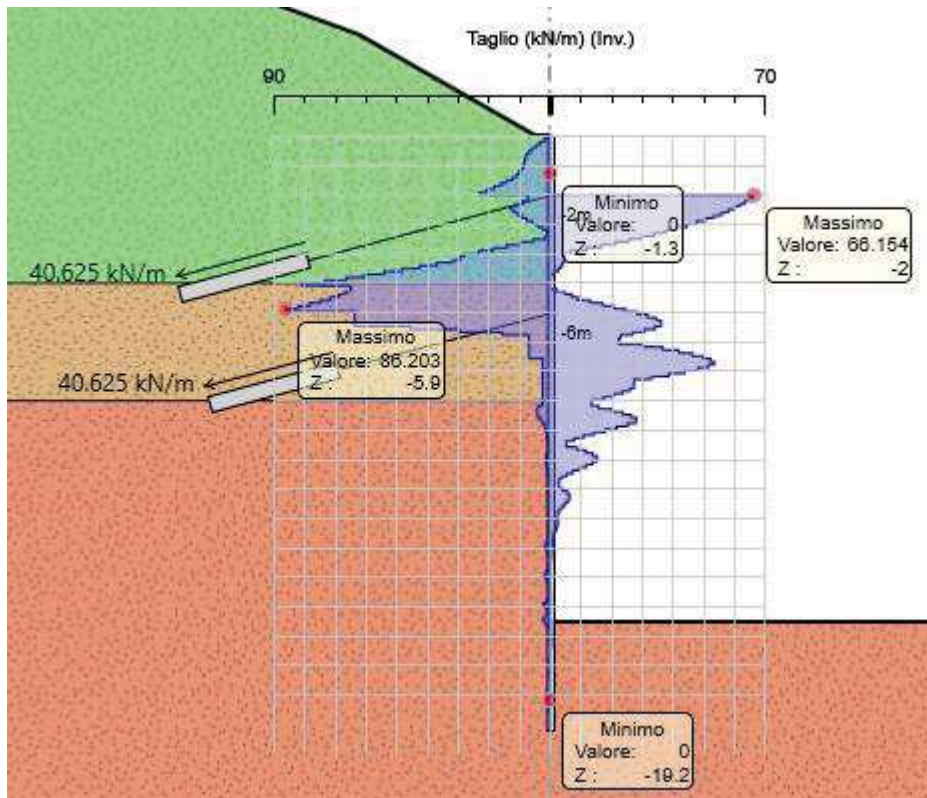 Taglio (kN/m) (Inv.)
90
70
-2m
Minimo
Valore: 0
Z : -1.3
Massimo
Valore: 66.154
Z : -2
40.625 kN/m
-6m
Massimo
Valore: 86.203
Z : -5.9
40.625 kN/m
Minimo
Valore: 0
Z : -19.2